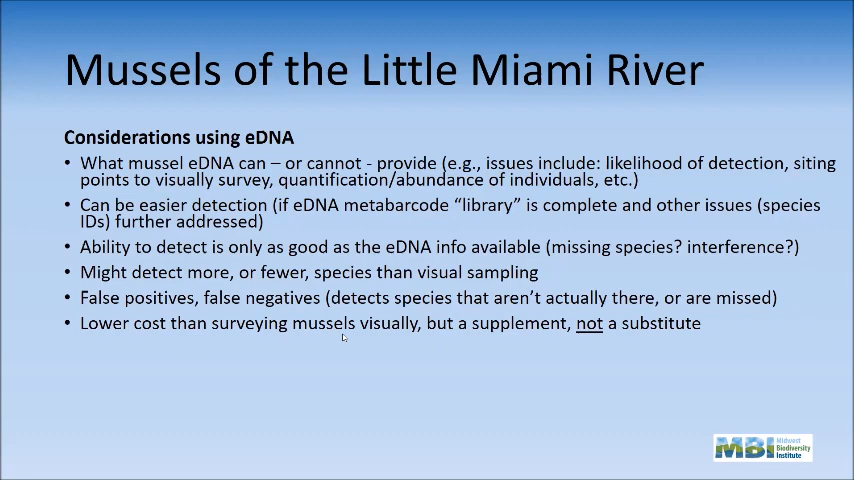 Mussels of the Little Miami River
Considerations using eDNA
• What mussel eDNA can – or cannot - provide (e.g., issues include: likelihood of detection, siting
points to visually survey, quantification/abundance of individuals, etc.)
• Can be easier detection (if eDNA metabarcode “library” is complete and other issues (species
IDs) further addressed)
• Ability to detect is only as good as the eDNA info available (missing species? interference?)
• Might detect more, or fewer, species than visual sampling
• False positives, false negatives (detects species that aren’t actually there, or are missed)
• Lower cost than surveying mussels visually, but a supplement, not a substitute
MBI
Midwest
Biodiversity
Institute